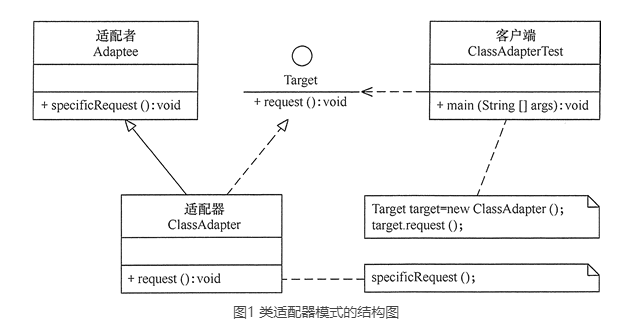 适配者
Adaptee
+ specificRequest ( ): void
Target
+ request ( ): void
客户端
ClassAdapterTest
+ main (String [ ] args): void
适配器
ClassAdapter
+ request ( ): void
Target target=new ClassAdapter ( );
target.request ( );
specificRequest ( );
图1 类适配器模式的结构图